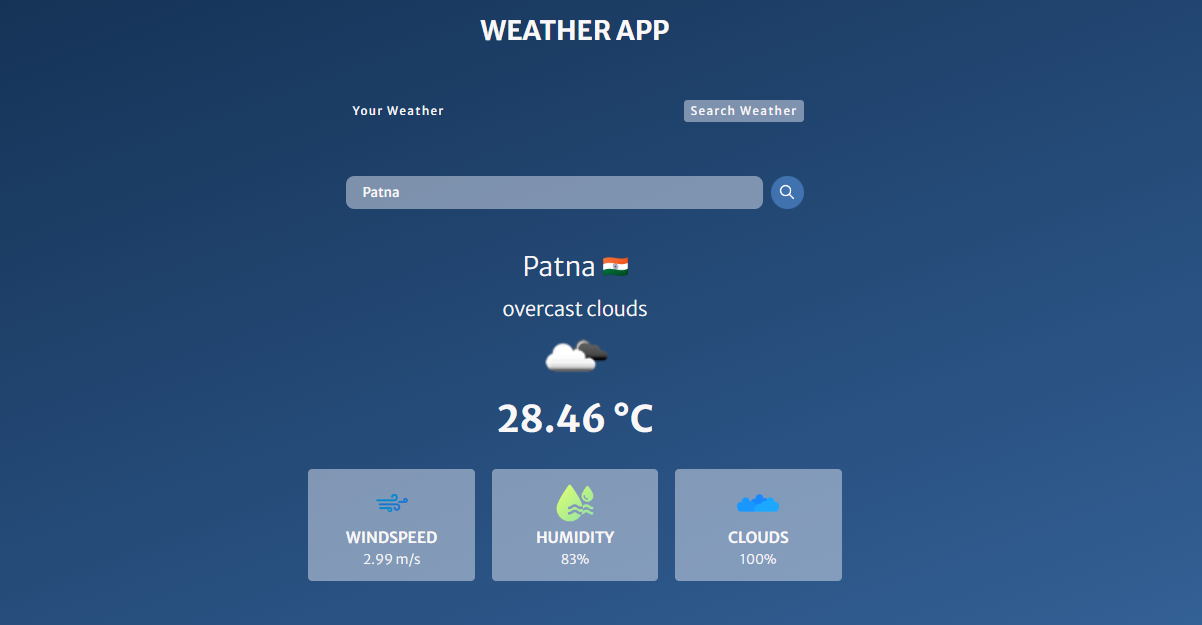 WEATHER APP
Your Weather
Search Weather
Patna
Patna
overcast clouds
28.46 °C
WINDSPEED
2.99 m/s
HUMIDITY
83%
CLOUDS
100%